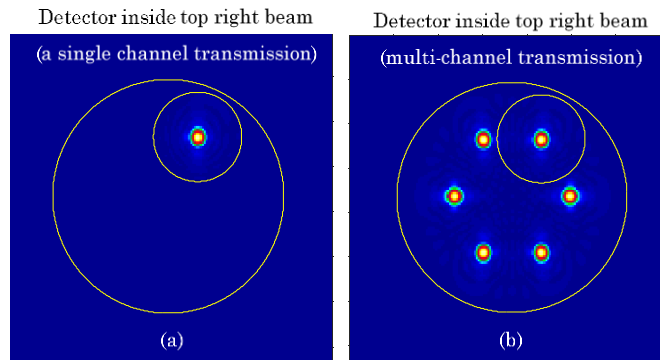 Detector inside top right beam
(a single channel transmission)
(a)
Detector inside top right beam
(multi-channel transmission)
(b)